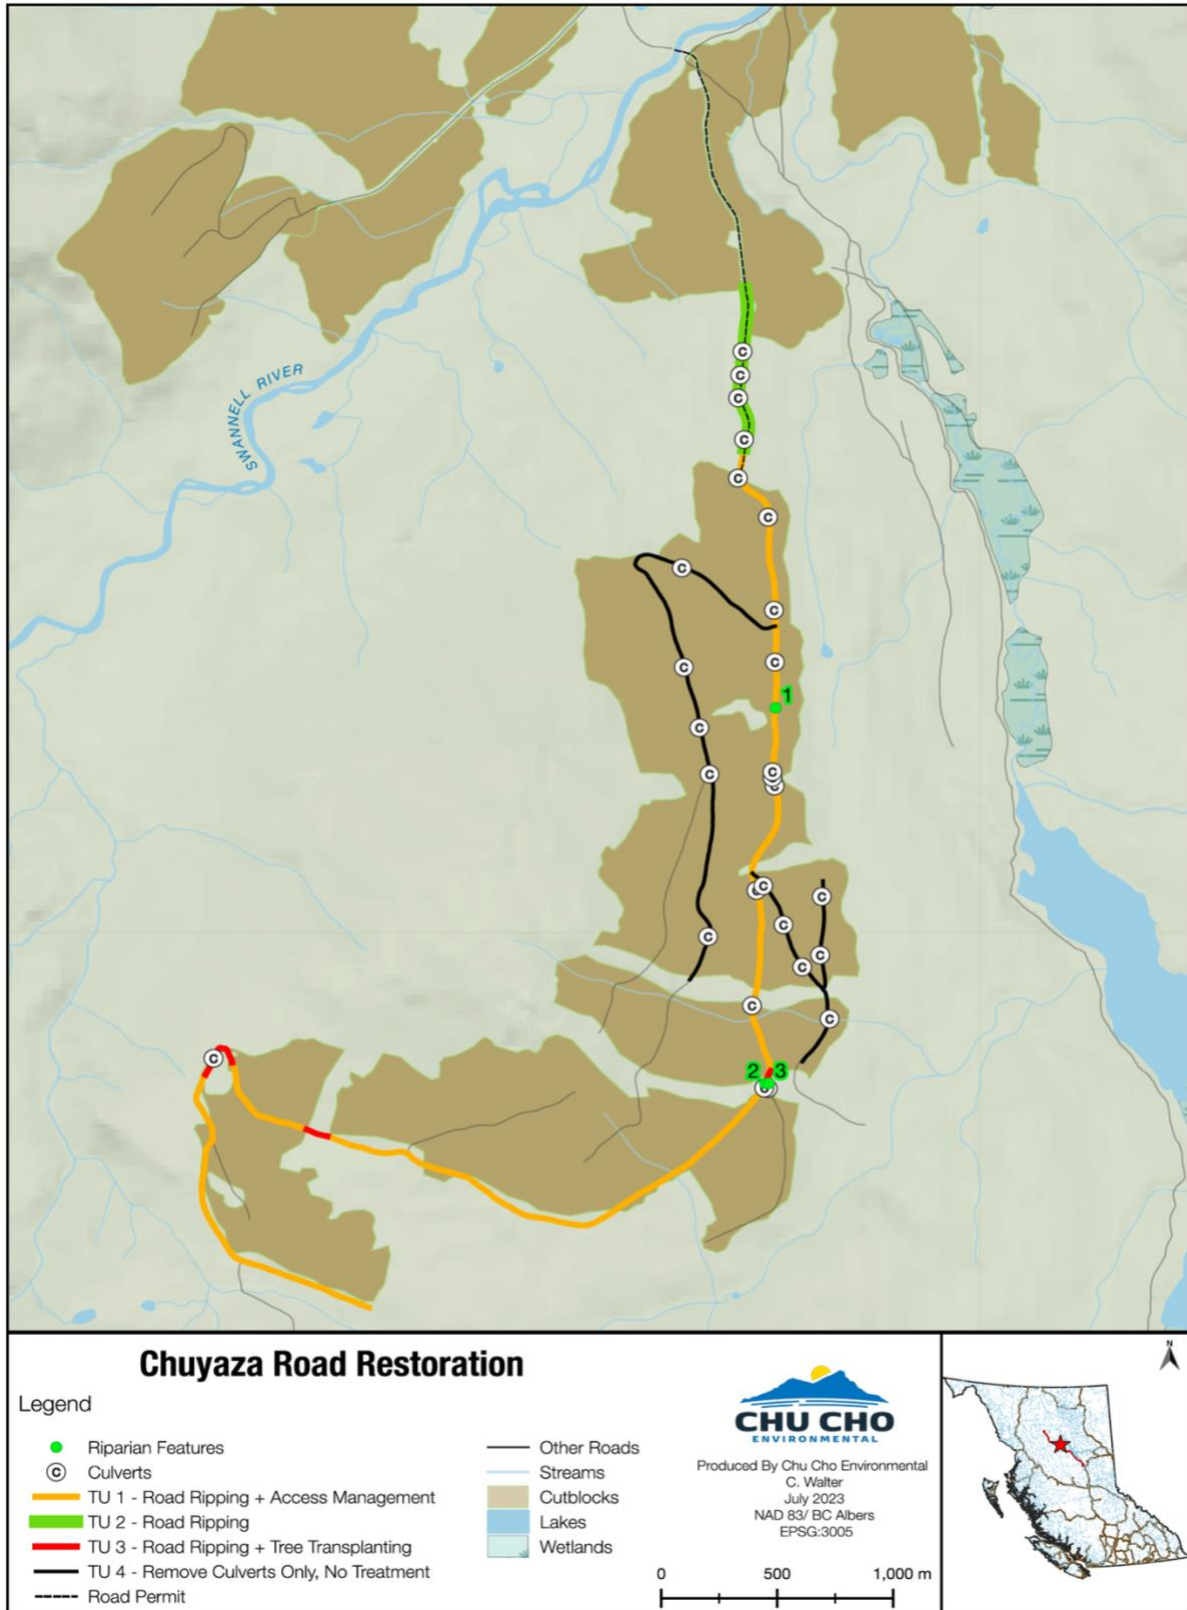 SWANNELL RIVER
C
C
C
C
C
C
C
C
C
C
1
C
C
C
C
C
C
C
C
C
C
C
C
C
C
2 3
C
C
Chuyaza Road Restoration
Legend
Riparian Features
C Culverts
TU 1 - Road Ripping + Access Management
TU 2 - Road Ripping
TU 3 - Road Ripping + Tree Transplanting
TU 4 - Remove Culverts Only, No Treatment
Road Permit
Other Roads
Streams
Cutblocks
Lakes
Wetlands
CHU CHO
ENVIRONMENTAL
Produced By Chu Cho Environmental
C. Walter
July 2023
NAD 83/ BC Albers
EPSG:3005
0 500 1,000 m
N